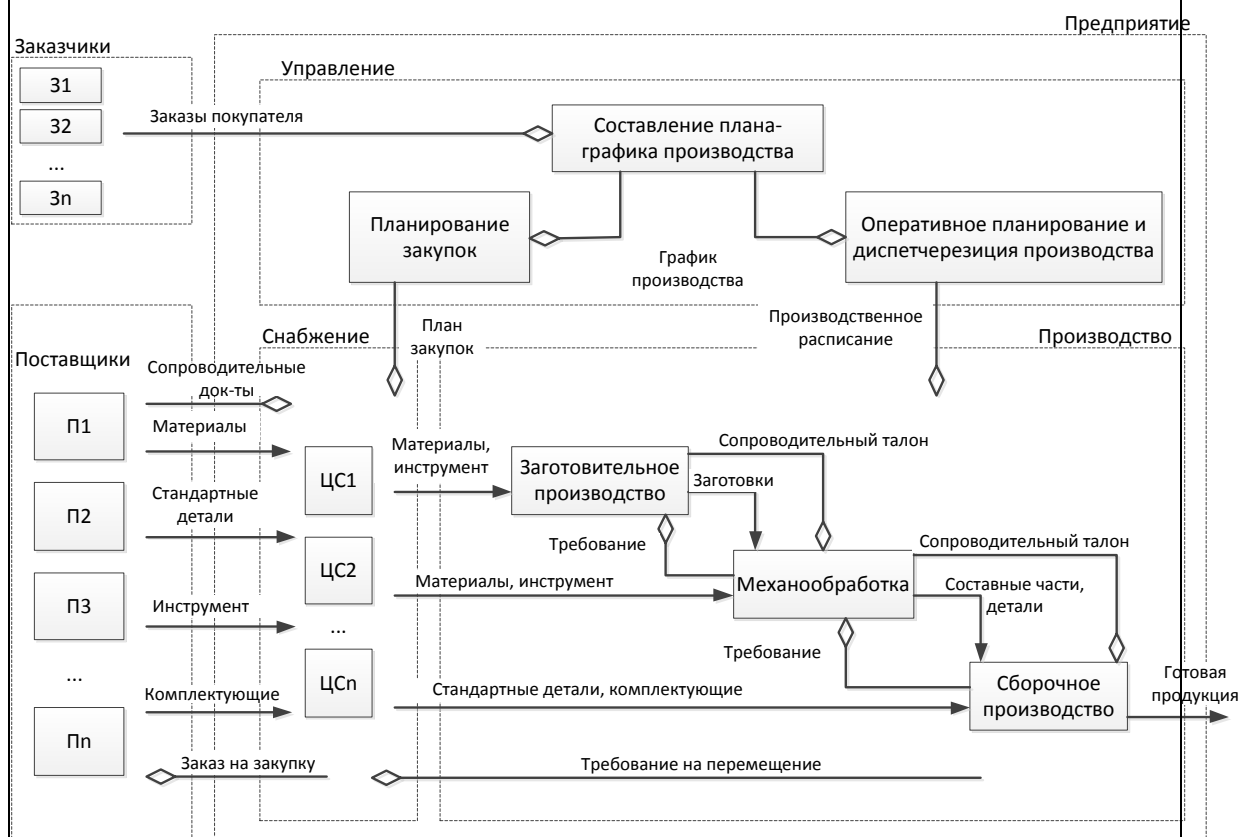 Предприятие
Заказчики
З1
З2
...
Зn
Управление
Заказы покупателя
Составление плана-
графика производства
Планирование
закупок
Оперативное планирование и
диспетчерезиция производства
График
производства
План
закупок
Производственное
расписание
Снабжение
Производство
Поставщики
П1
П2
П3
...
Пn
Сопроводительные
док-ты
Материалы
Стандартные
детали
Инструмент
Комплектующие
Заказ на закупку
ЦС1
ЦС2
...
ЦСn
Материалы,
инструмент
Заготовительное
производство
Сопроводительный талон
Заготовки
Требование
Материалы, инструмент
Механообработка
Сопроводительный талон
Составные части,
детали
Требование
Стандартные детали, комплектующие
Сборочное
производство
Готовая
продукция
Требование на перемещение